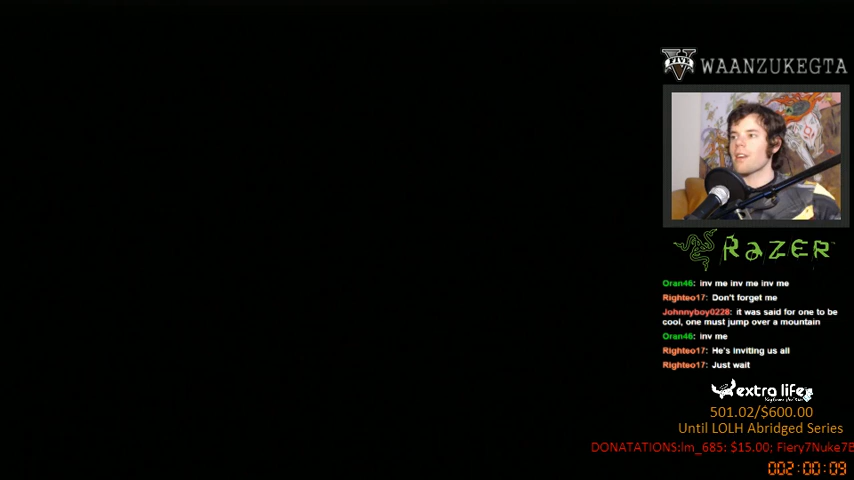 FIVE
WAANZUKEGTA
RAZER
Oran46: inv me inv me inv me
Righteo17: Don't forget me
Johnnyboy0228: it was said for one to be
cool, one must jump over a mountain
Oran46: inv me
Righteo17: He's inviting us all
Righteo17: Just wait
extra life
501.02/$600.00
Until LOLH Abridged Series
DONATATIONS:lm_685: $15.00; Fiery7Nuke7B
002:00:09